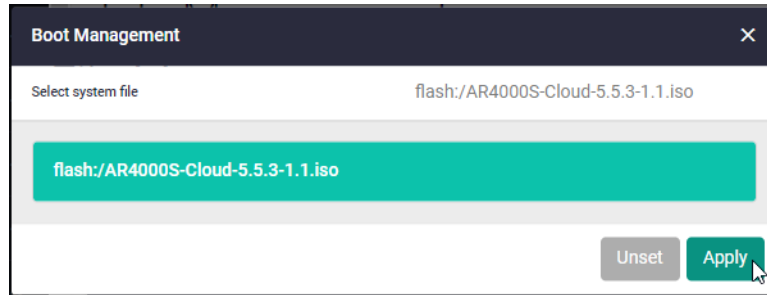 Boot Management
Select system file flash:/AR4000S-Cloud-5.5.3-1.1.iso
flash:/AR4000S-Cloud-5.5.3-1.1.iso
Unset Apply